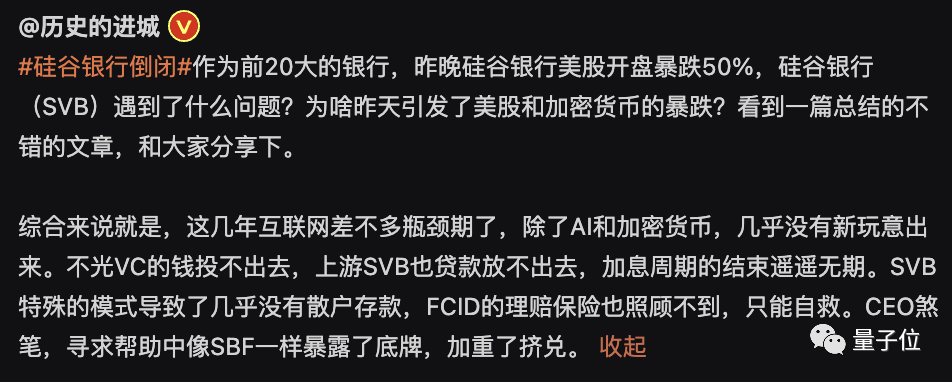 @历史的进城
#硅谷银行倒闭#作为前20大的银行，昨晚硅谷银行美股开盘暴跌50%，硅谷银行
（SVB）遇到了什么问题？为啥昨天引发了美股和加密货币的暴跌？看到一篇总结的不
错的文章，和大家分享下。
综合来说就是，这几年互联网差不多瓶颈期了，除了AI和加密货币，几乎没有新玩意出
来。不光VC的钱投不出去，上游SVB也贷款放不出去，加息周期的结束遥遥无期。SVB
特殊的模式导致了几乎没有散户存款，FCID的理赔保险也照顾不到，只能自救。CEO煞
笔，寻求帮助中像SBF一样暴露了底牌，加重了挤兑。 收起
量子位